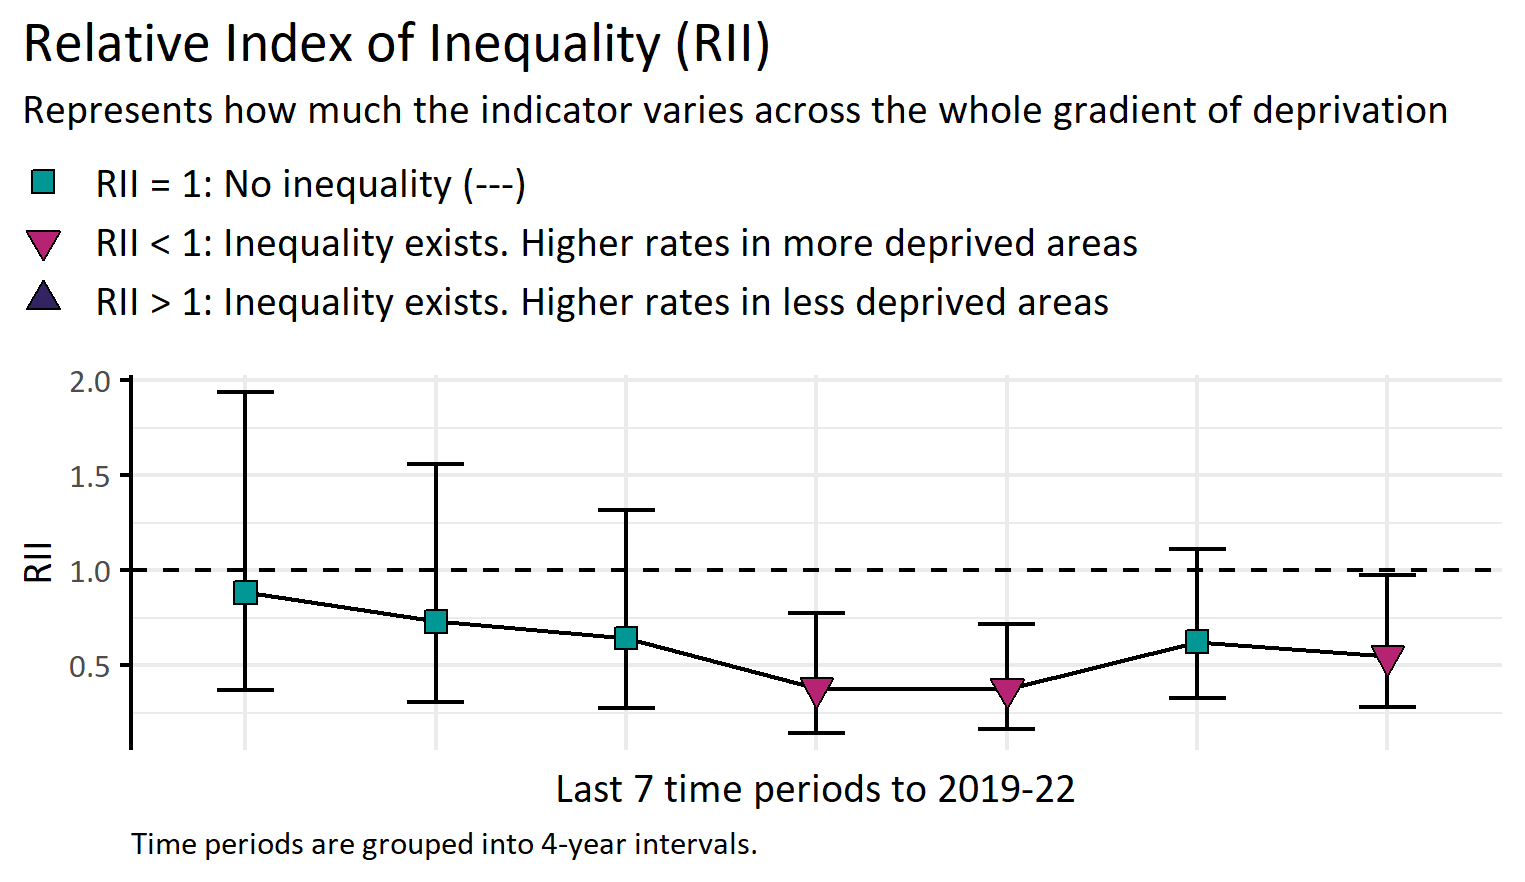 Relative Index of Inequality (RII)
Represents how much the indicator varies across the whole gradient of deprivation
RII = 1: No inequality (---)
RII < 1: Inequality exists. Higher rates in more deprived areas
RII > 1: Inequality exists. Higher rates in less deprived areas
2.0
1.5
1.0
0.5
RII
Last 7 time periods to 2019-22
Time periods are grouped into 4-year intervals.